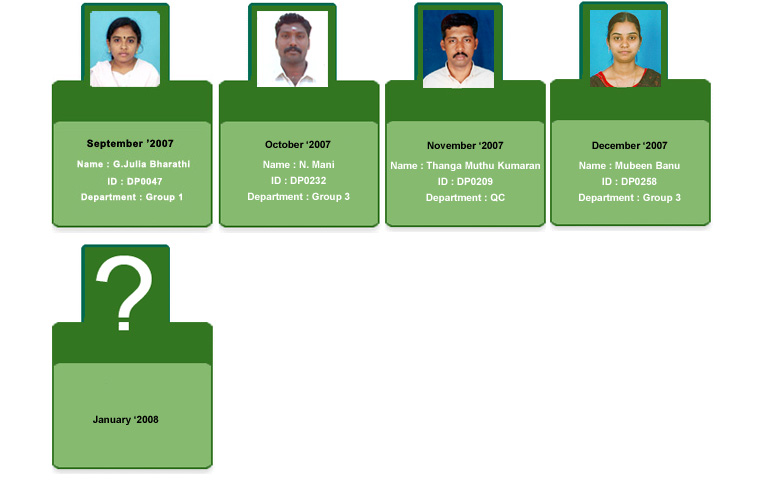 September ’2007
Name : G.Julia Bharathi
ID : DP0047
Department : Group 1
October ‘2007
Name : N. Mani
ID : DP0232
Department : Group 3
November ‘2007
Name : Thanga Muthu Kumaran
ID : DP0209
Department : QC
December ‘2007
Name : Mubeen Banu
ID : DP0258
Department : Group 3
?
January ‘2008